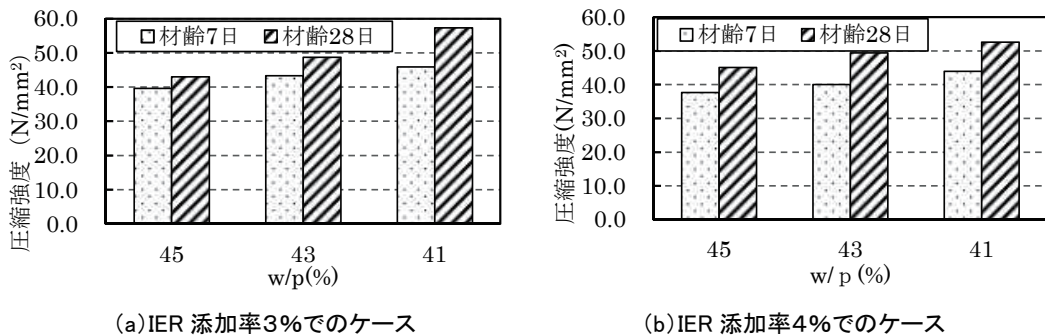 60.0
50.0
40.0
30.0
20.0
10.0
0.0
圧縮強度 (N/mm²)
材齢7日 材齢28日
45 43 41
w/p(%)
(a)IER 添加率3%でのケース
60.0
50.0
40.0
30.0
20.0
10.0
0.0
圧縮強度(N/mm²)
材齢7日 材齢28日
45 43 41
w/ｐ(%)
(b)IER 添加率4%でのケース